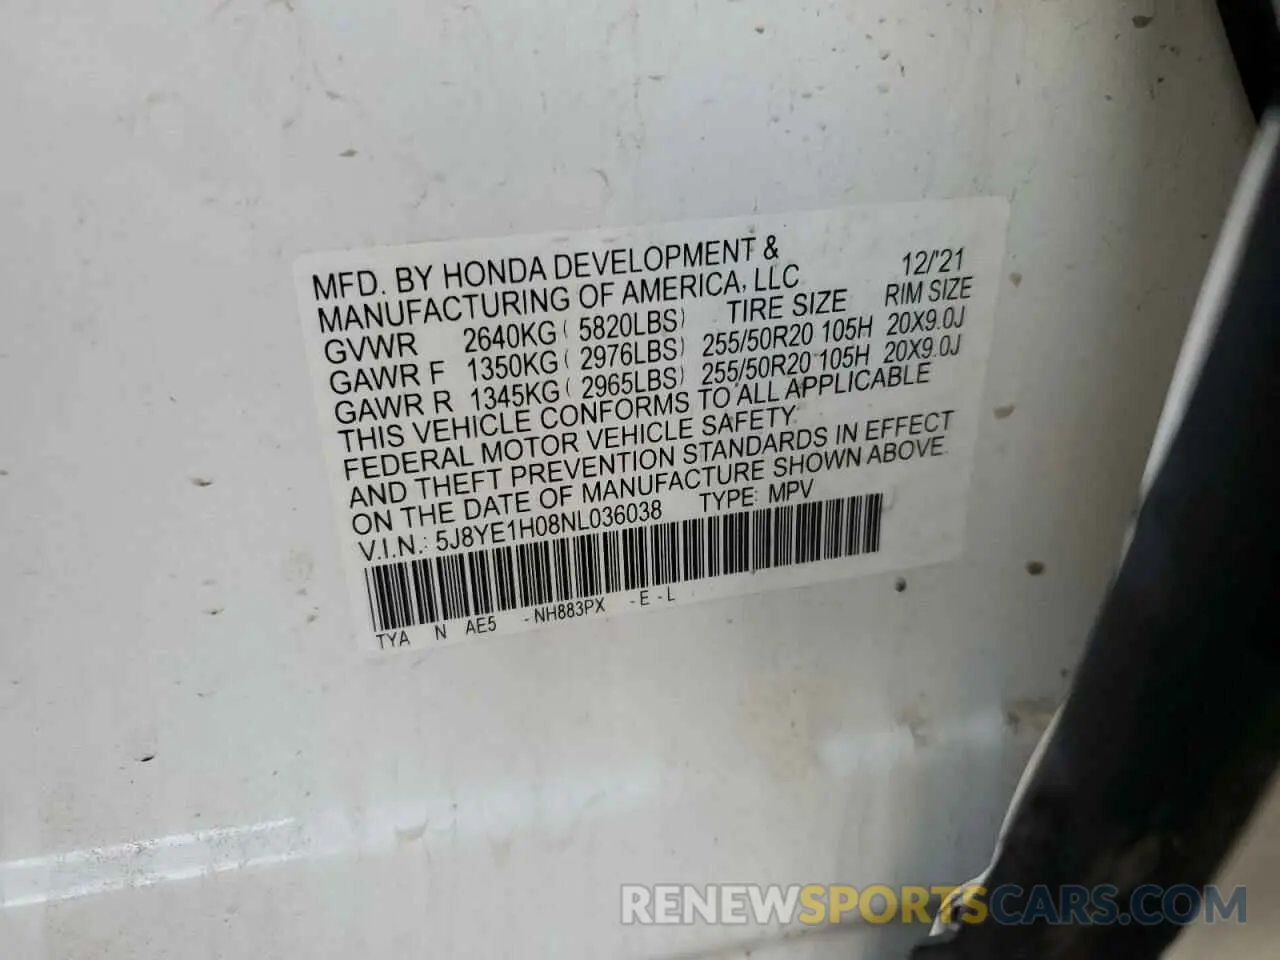 MFD. BY HONDA DEVELOPMENT &
MANUFACTURING OF AMERICA, LLC 12/'21
GVWR 2640KG ( 5820LBS) TIRE SIZE RIM SIZE
GAWR F 1350KG ( 2976LBS) 255/50R20 105H 20X9.0J
GAWR R 1345KG ( 2965LBS) 255/50R20 105H 20X9.0J
THIS VEHICLE CONFORMS TO ALL APPLICABLE
FEDERAL MOTOR VEHICLE SAFETY
AND THEFT PREVENTION STANDARDS IN EFFECT
ON THE DATE OF MANUFACTURE SHOWN ABOVE.
V.I.N.: 5J8YE1H08NL036038 TYPE: MPV
TYA N AE5 -NH883PX -E-L
RENEWSPORTSCARS.COM